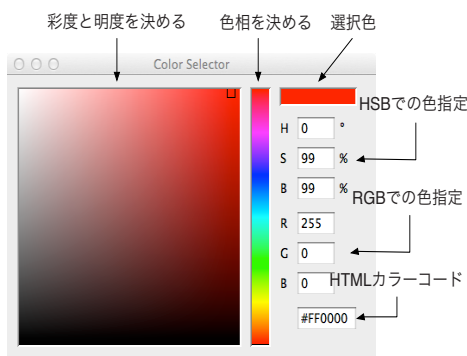 彩度と明度を決める 色相を決める 選択色
Color Selector
HSBでの色指定
H 0 °
S 99 %
B 99 %
RGBでの色指定
R 255
G 0
B 0
HTMLカラーコード
#FF0000